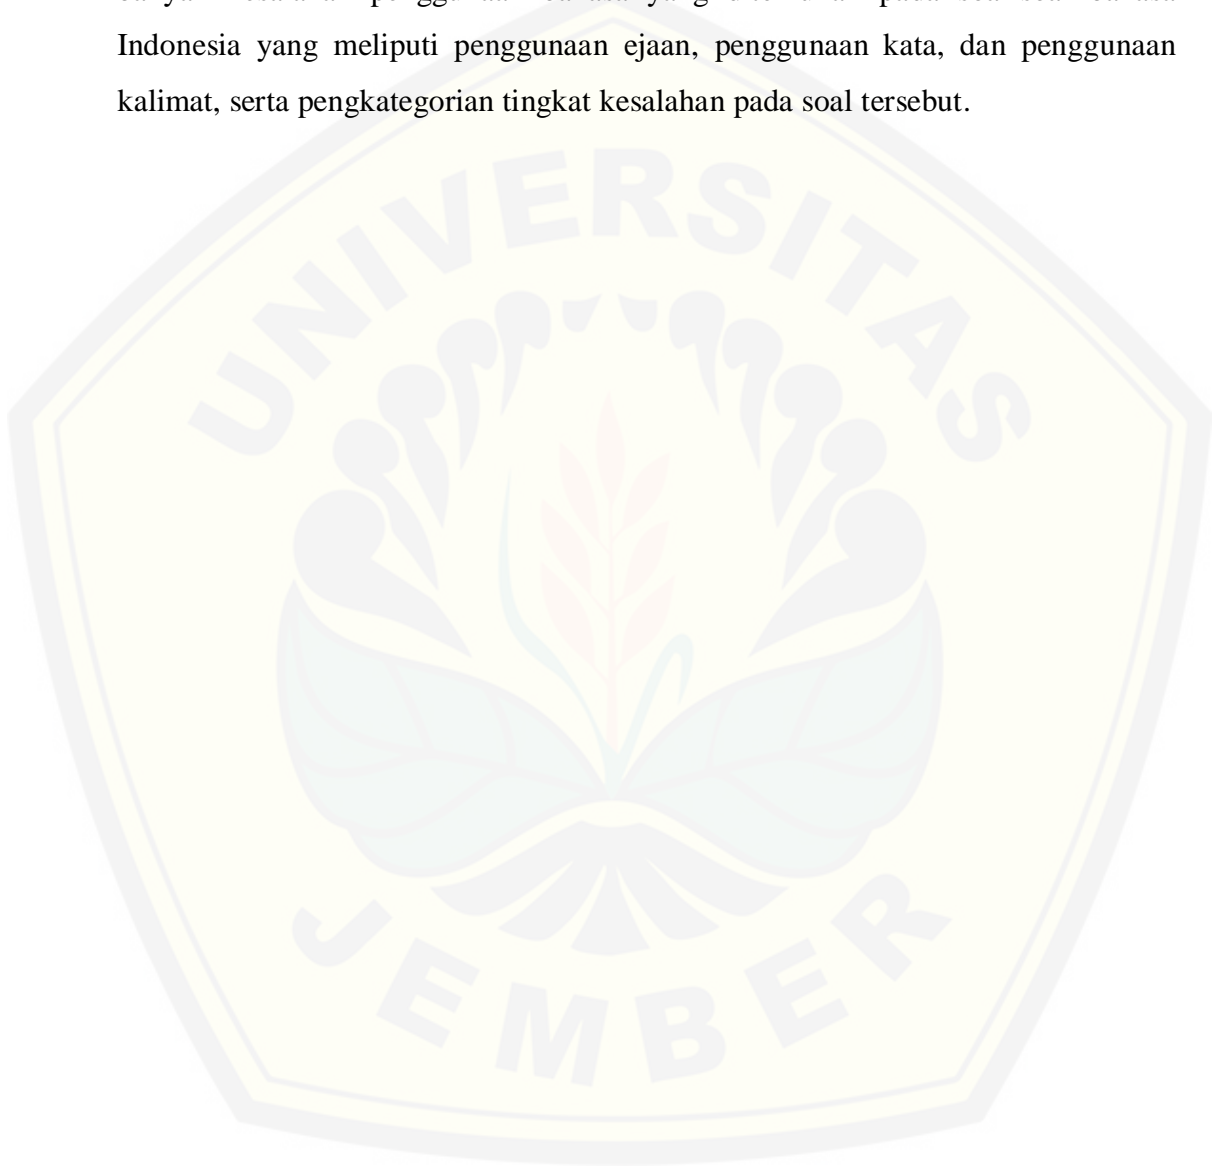 Indonesia yang meliputi penggunaan ejaan, penggunaan kata, dan penggunaan
kalimat, serta pengkategorian tingkat kesalahan pada soal tersebut.
UNIVERSITAS
JEMBER